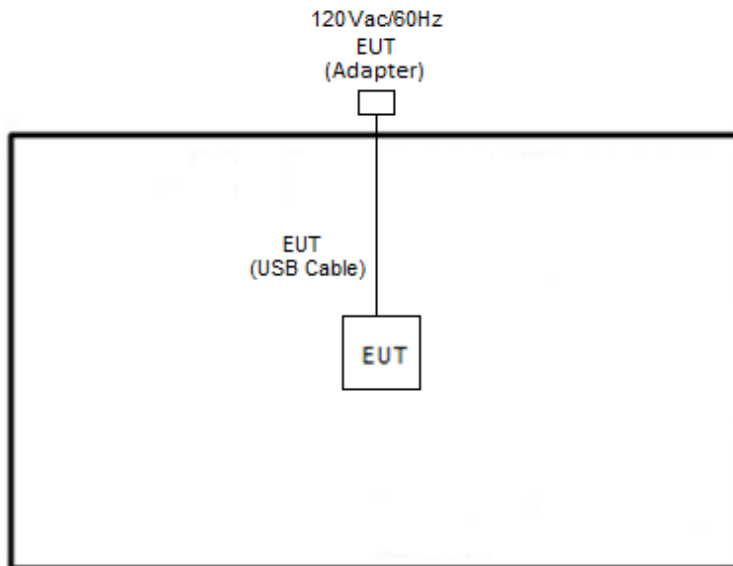 120Vac/60Hz
EUT
(Adapter)
EUT
(USB Cable)
EUT